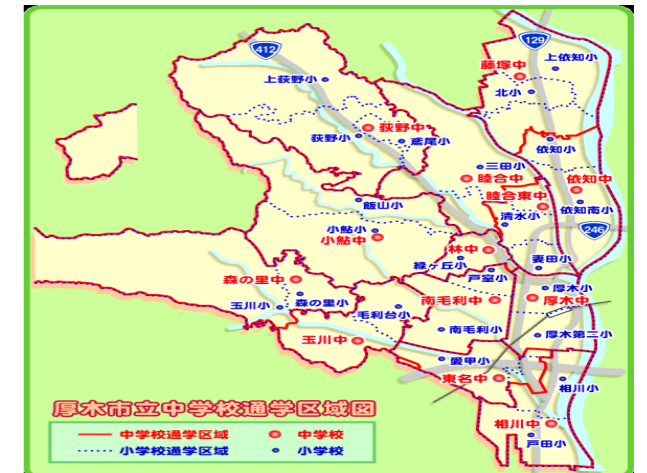 412
129
藤塚中
上依知小
上荻野小
北小
荻野中
荻野小
鳶尾小
依知小
三田小
睦合中
依知中
睦合東中
飯山小
清水小
依知南小
小鮎小
小鮎中
246
林中
緑ヶ丘小
妻田小
戸室小
森の里中
森の里小
厚木小
玉川小
毛利台小
南毛利中
厚木中
南毛利小
厚木第二小
玉川中
愛甲小
東名中
相川小
厚木市立中学校通学区域図
相川中
戸田小
中学校通学区域 中学校
小学校通学区域 小学校